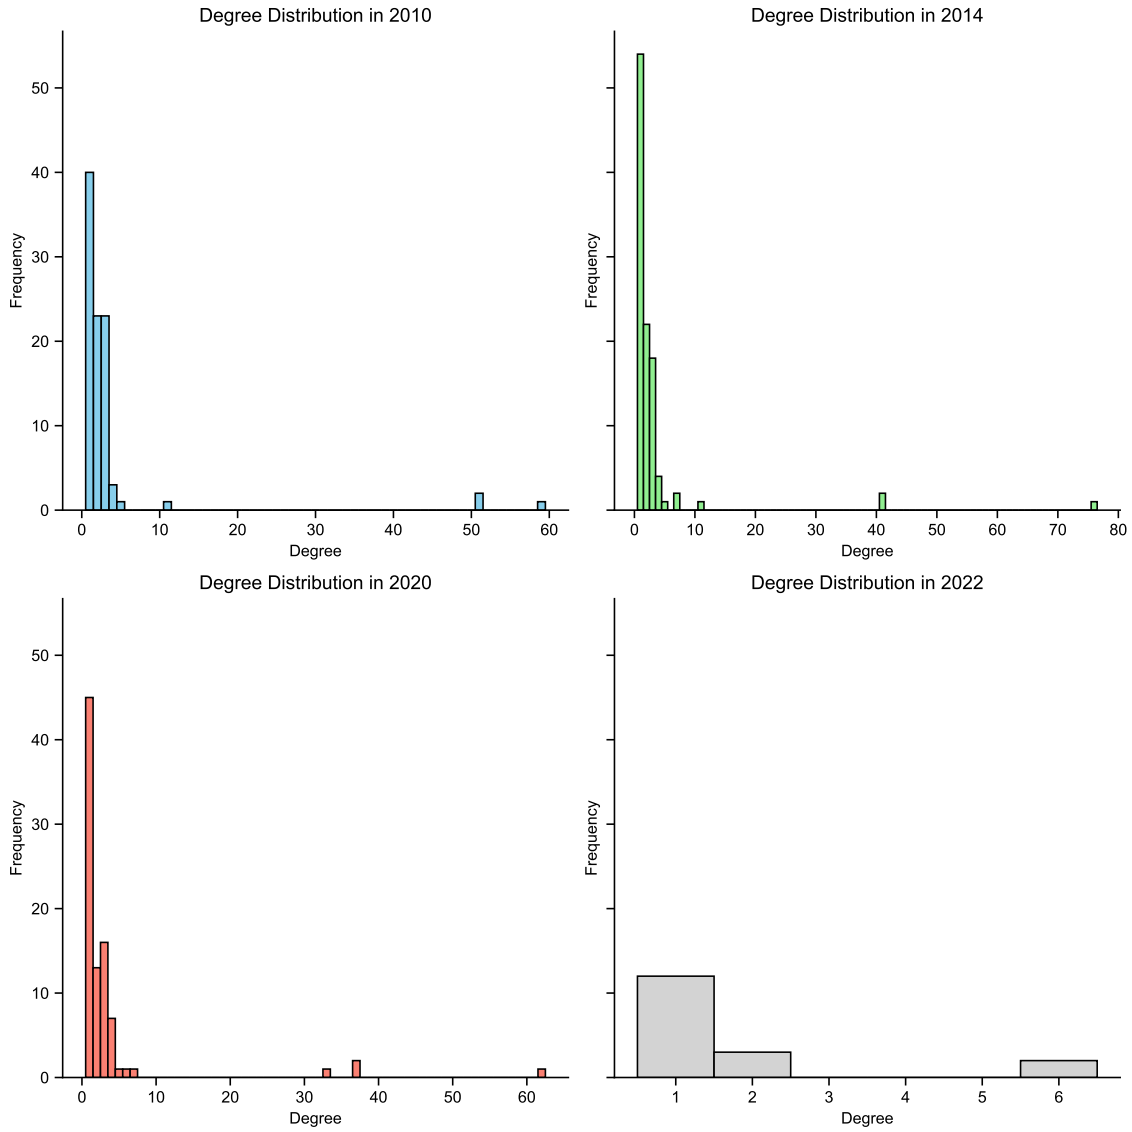 Degree Distribution in 2010
Frequency
50
40
30
20
10
0
0 10 20 30 40 50 60
Degree
Degree Distribution in 2014
Frequency
0 10 20 30 40 50 60 70 80
Degree
Degree Distribution in 2020
Frequency
50
40
30
20
10
0
0 10 20 30 40 50 60
Degree
Degree Distribution in 2022
Frequency
1 2 3 4 5 6
Degree